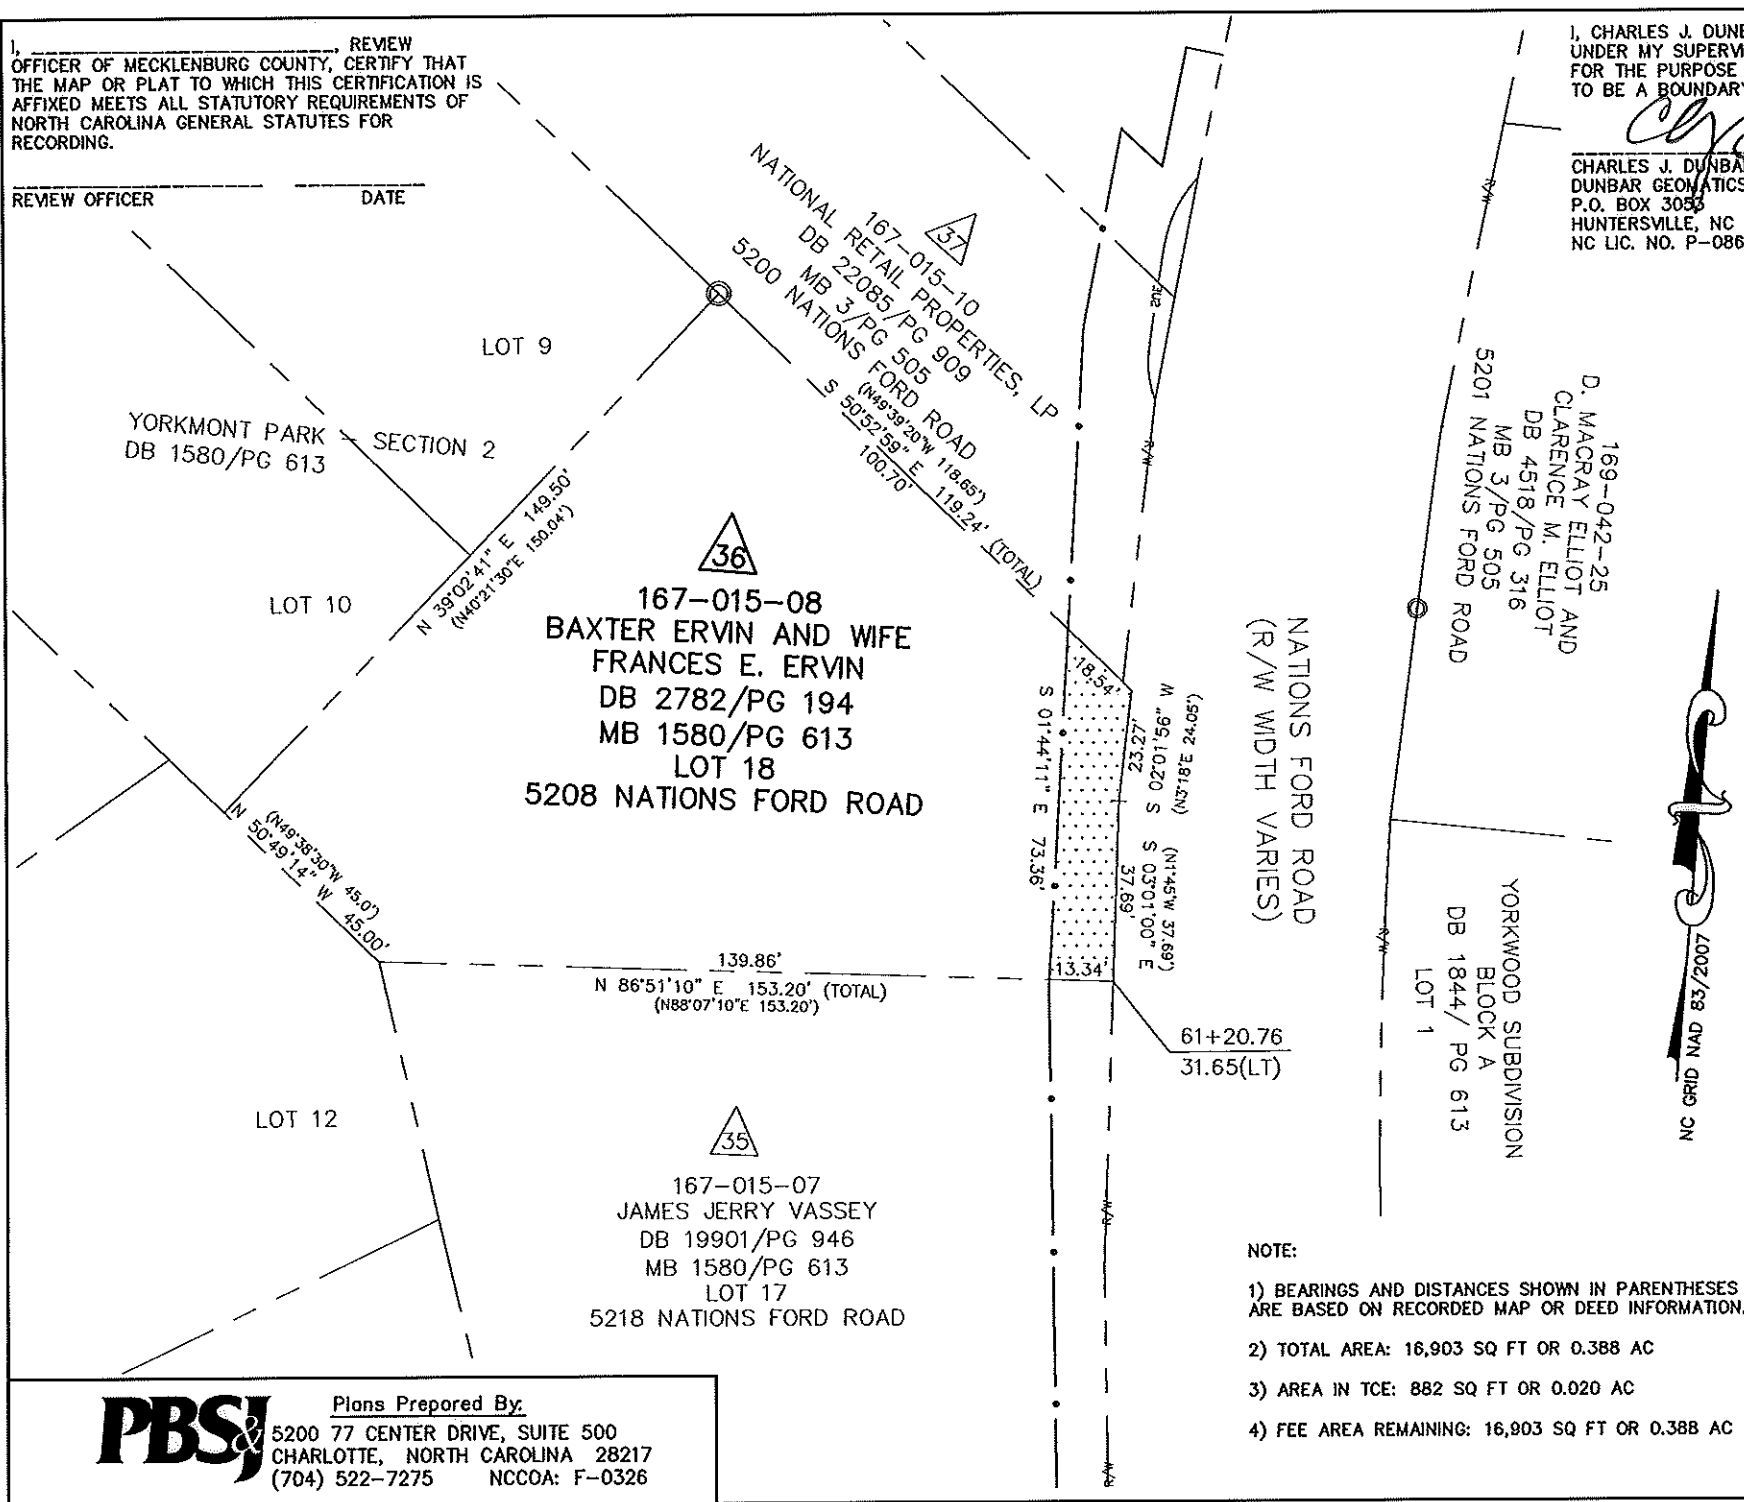 I, ____________________, REVIEW
OFFICER OF MECKLENBURG COUNTY, CERTIFY THAT
THE MAP OR PLAT TO WHICH THIS CERTIFICATION IS
AFFIXED MEETS ALL STATUTORY REQUIREMENTS OF
NORTH CAROLINA GENERAL STATUTES FOR
RECORDING.
REVIEW OFFICER DATE
I, CHARLES J. DUNB
UNDER MY SUPERVI
FOR THE PURPOSE
TO BE A BOUNDARY
CHARLES J. DUNBA
DUNBAR GEOMATICS
P.O. BOX 3053
HUNTERSVILLE, NC
NC LIC. NO. P-086
37
167-015-10
NATIONAL RETAIL PROPERTIES, LP
DB 22085/PG 909
MB 3/PG 505
5200 NATIONS FORD ROAD
(N49°39'20"W 118.65')
S 50°52'59" E 119.24' (TOTAL)
100.70'
LOT 9
YORKMONT PARK - SECTION 2
DB 1580/PG 613
N 39°02'41" E 149.50'
(N40°21'30"E 150.04')
LOT 10
36
167-015-08
BAXTER ERVIN AND WIFE
FRANCES E. ERVIN
DB 2782/PG 194
MB 1580/PG 613
LOT 18
5208 NATIONS FORD ROAD
(N49°38'30"W 45.0')
N 50°49'14" W 45.00'
139.86'
N 86°51'10" E 153.20' (TOTAL)
(N88°07'10"E 153.20')
18.54'
S 01°44'11" E 73.36'
23.27'
S 02°01'56" W
(N3°18'E 24.05')
37.69'
S 03°01'00" E
(N1°45'W 37.69')
13.34'
61+20.76
31.65(LT)
NATIONS FORD ROAD
(R/W WIDTH VARIES)
R/W
R/W
R/W
R/W
R/W
SUE
169-042-25
D. MACRAY ELLIOT AND
CLARENCE M. ELLIOT
DB 4518/PG 316
MB 3/PG 505
5201 NATIONS FORD ROAD
YORKWOOD SUBDIVISION
BLOCK A
DB 1844/ PG 613
LOT 1
NC GRID NAD 83/2007
LOT 12
35
167-015-07
JAMES JERRY VASSEY
DB 19901/PG 946
MB 1580/PG 613
LOT 17
5218 NATIONS FORD ROAD
NOTE:
1) BEARINGS AND DISTANCES SHOWN IN PARENTHESES
ARE BASED ON RECORDED MAP OR DEED INFORMATION.
2) TOTAL AREA: 16,903 SQ FT OR 0.388 AC
3) AREA IN TCE: 882 SQ FT OR 0.020 AC
4) FEE AREA REMAINING: 16,903 SQ FT OR 0.388 AC
PBS&J
Plans Prepared By:
5200 77 CENTER DRIVE, SUITE 500
CHARLOTTE, NORTH CAROLINA 28217
(704) 522-7275 NCCOA: F-0326